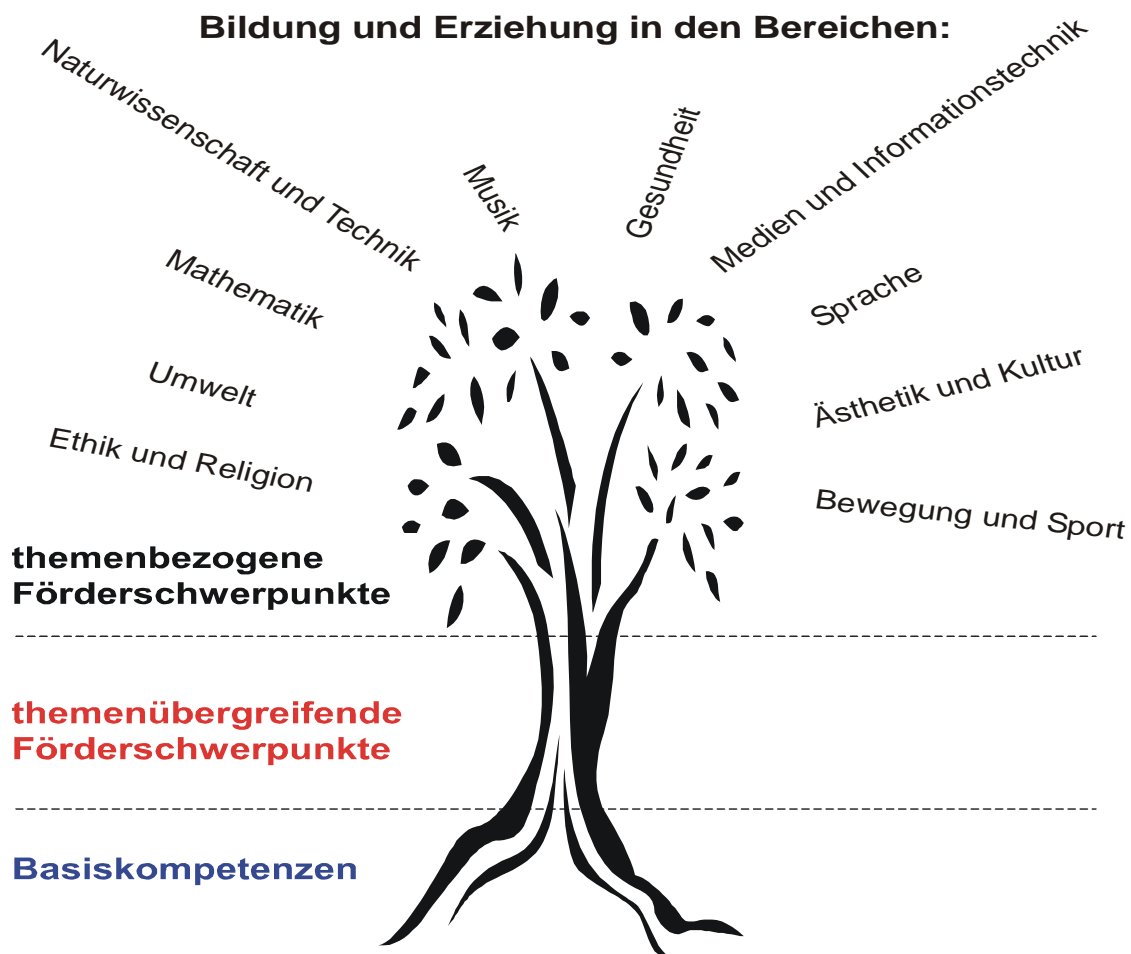 Bildung und Erziehung in den Bereichen:
Naturwissenschaft und Technik
Musik
Gesundheit
Medien und Informationstechnik
Mathematik
Sprache
Umwelt
Ästhetik und Kultur
Ethik und Religion
Bewegung und Sport
themenbezogene
Förderschwerpunkte
themenübergreifende
Förderschwerpunkte
Basiskompetenzen